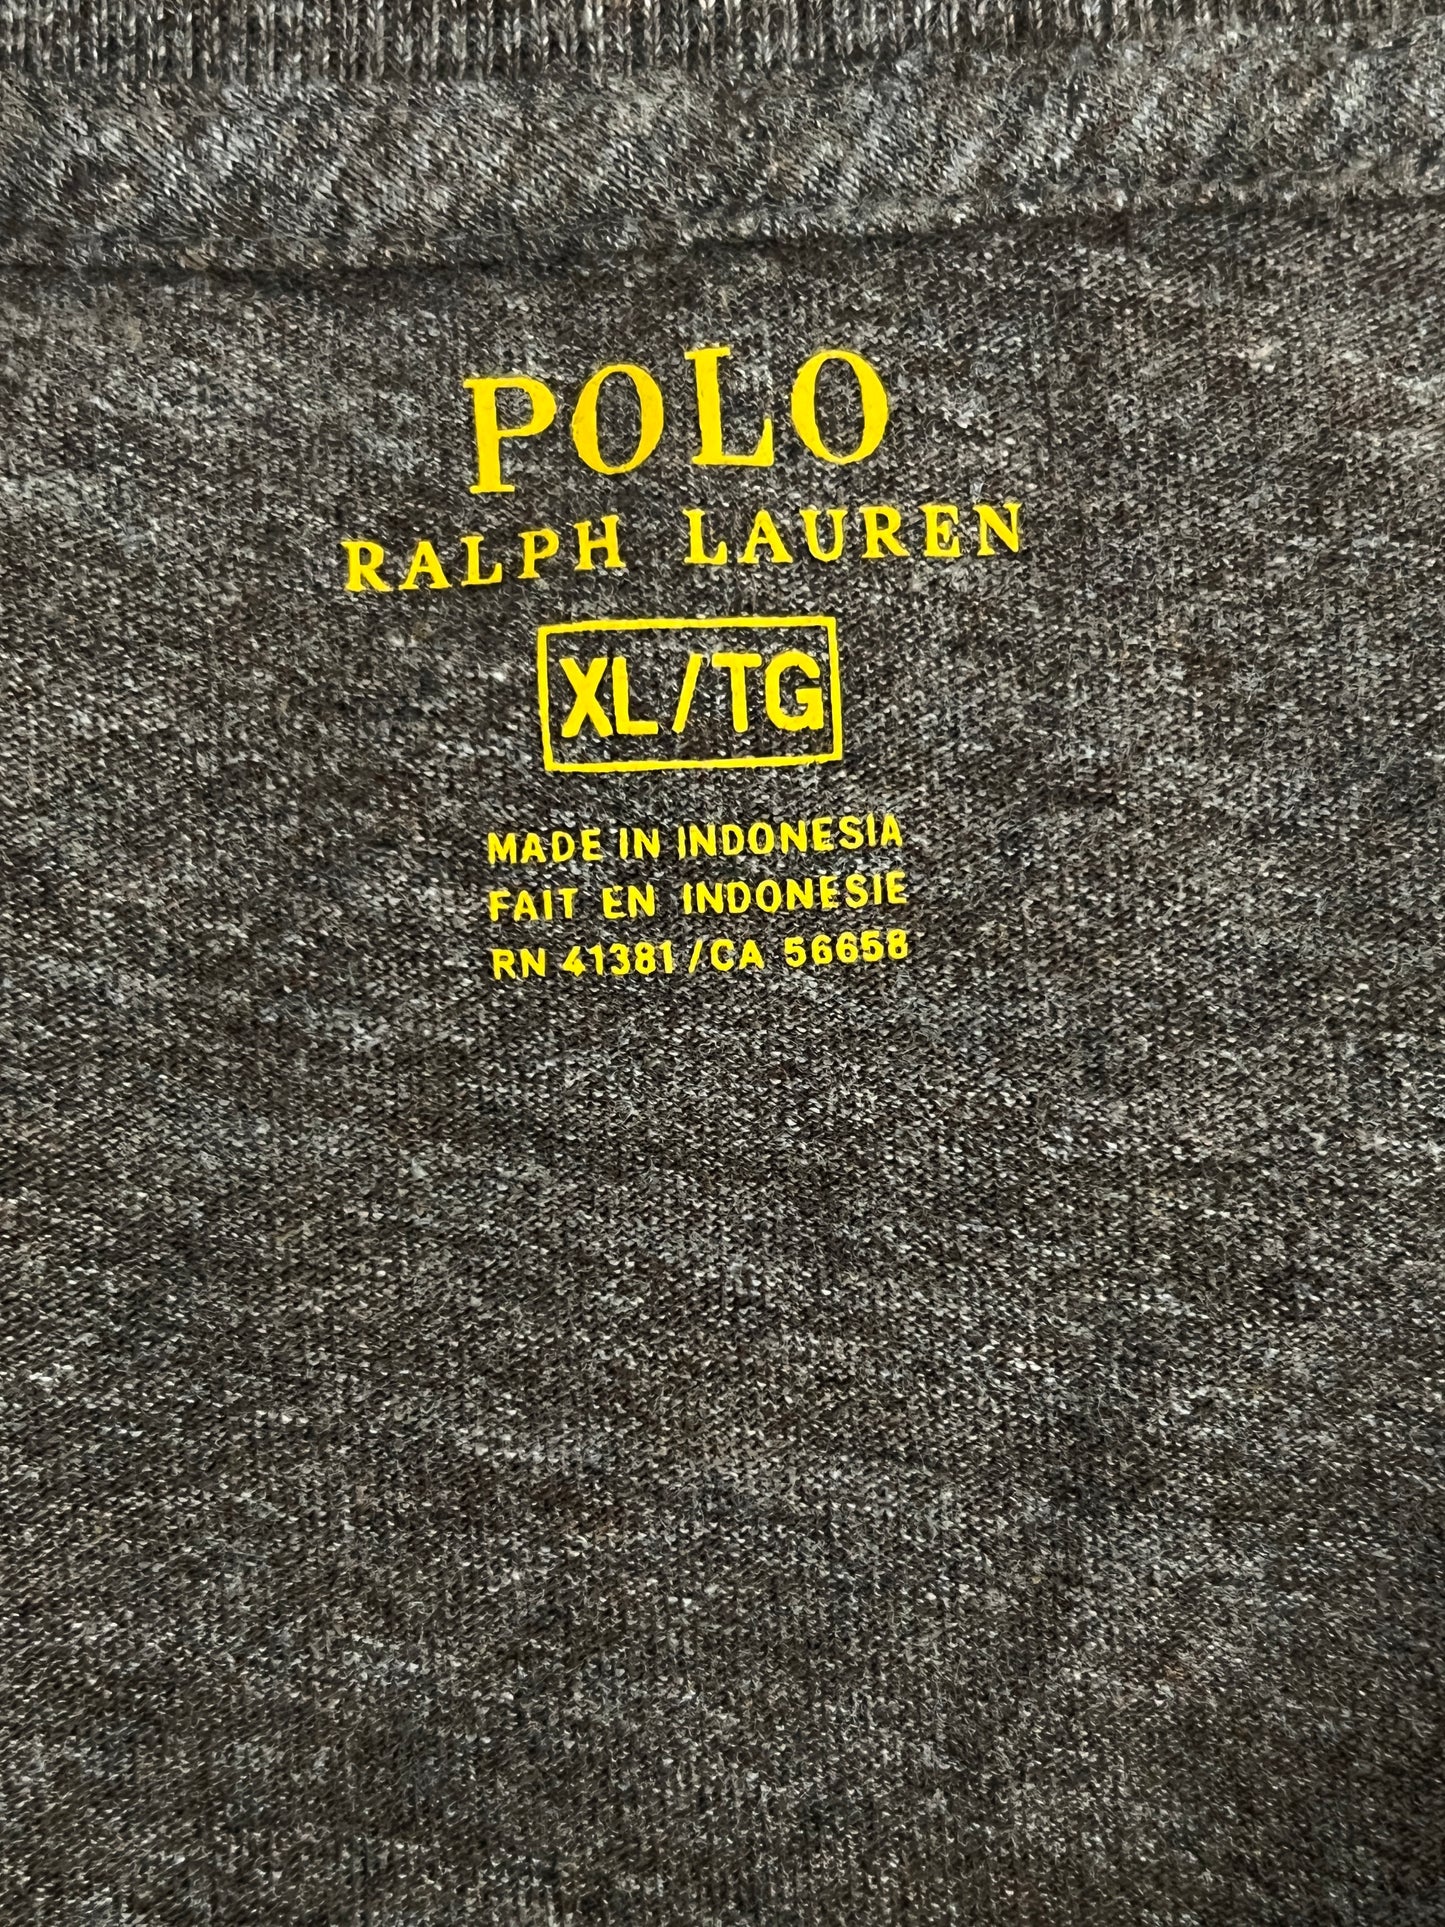 POLO
RALPH LAUREN
XL/TG
MADE IN INDONESIA
FAIT EN INDONESIE
RN 41381/CA 56658